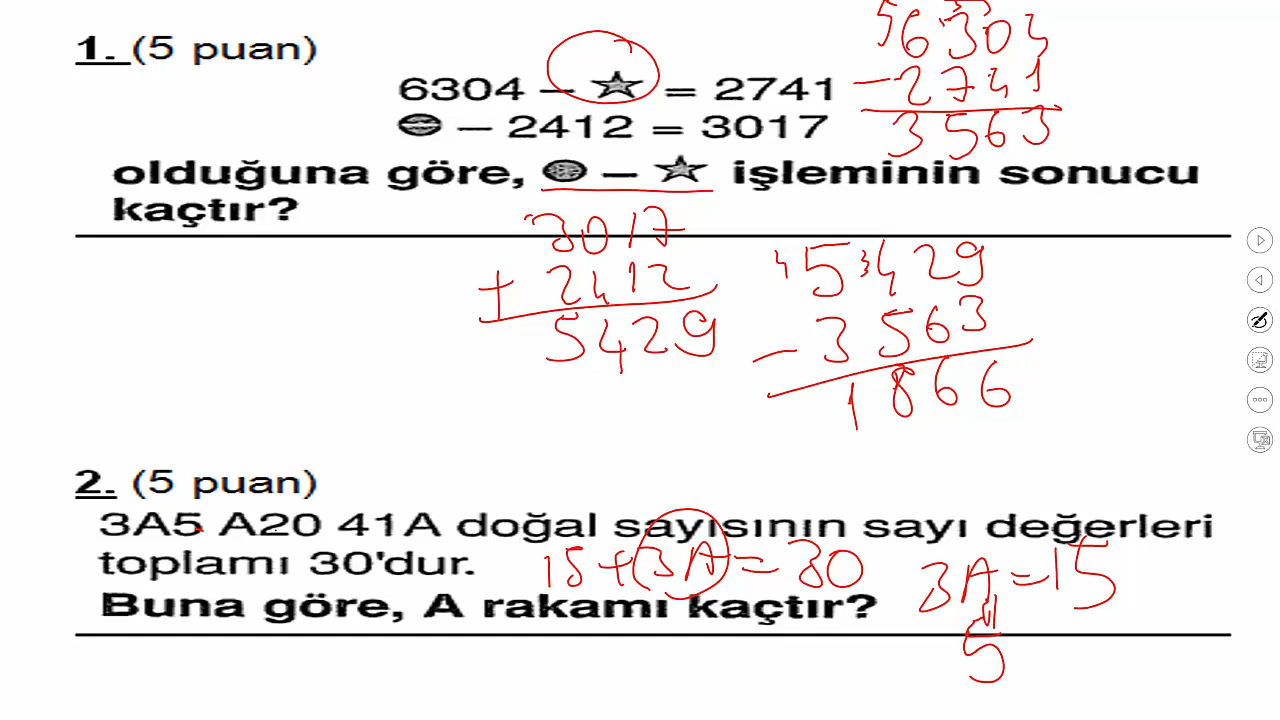 1. (5 puan)
6304 – ☆ = 2741
– 2412 = 3017
olduğuna göre, – ☆ işleminin sonucu
kaçtır?
6304
– 2741
3563
3017
+ 2412
5429
5429
– 3563
1866
2. (5 puan)
3A5 A20 41A doğal sayısının sayı değerleri
toplamı 30'dur.
15+3A=30
3A=15
5
Buna göre, A rakamı kaçtır?